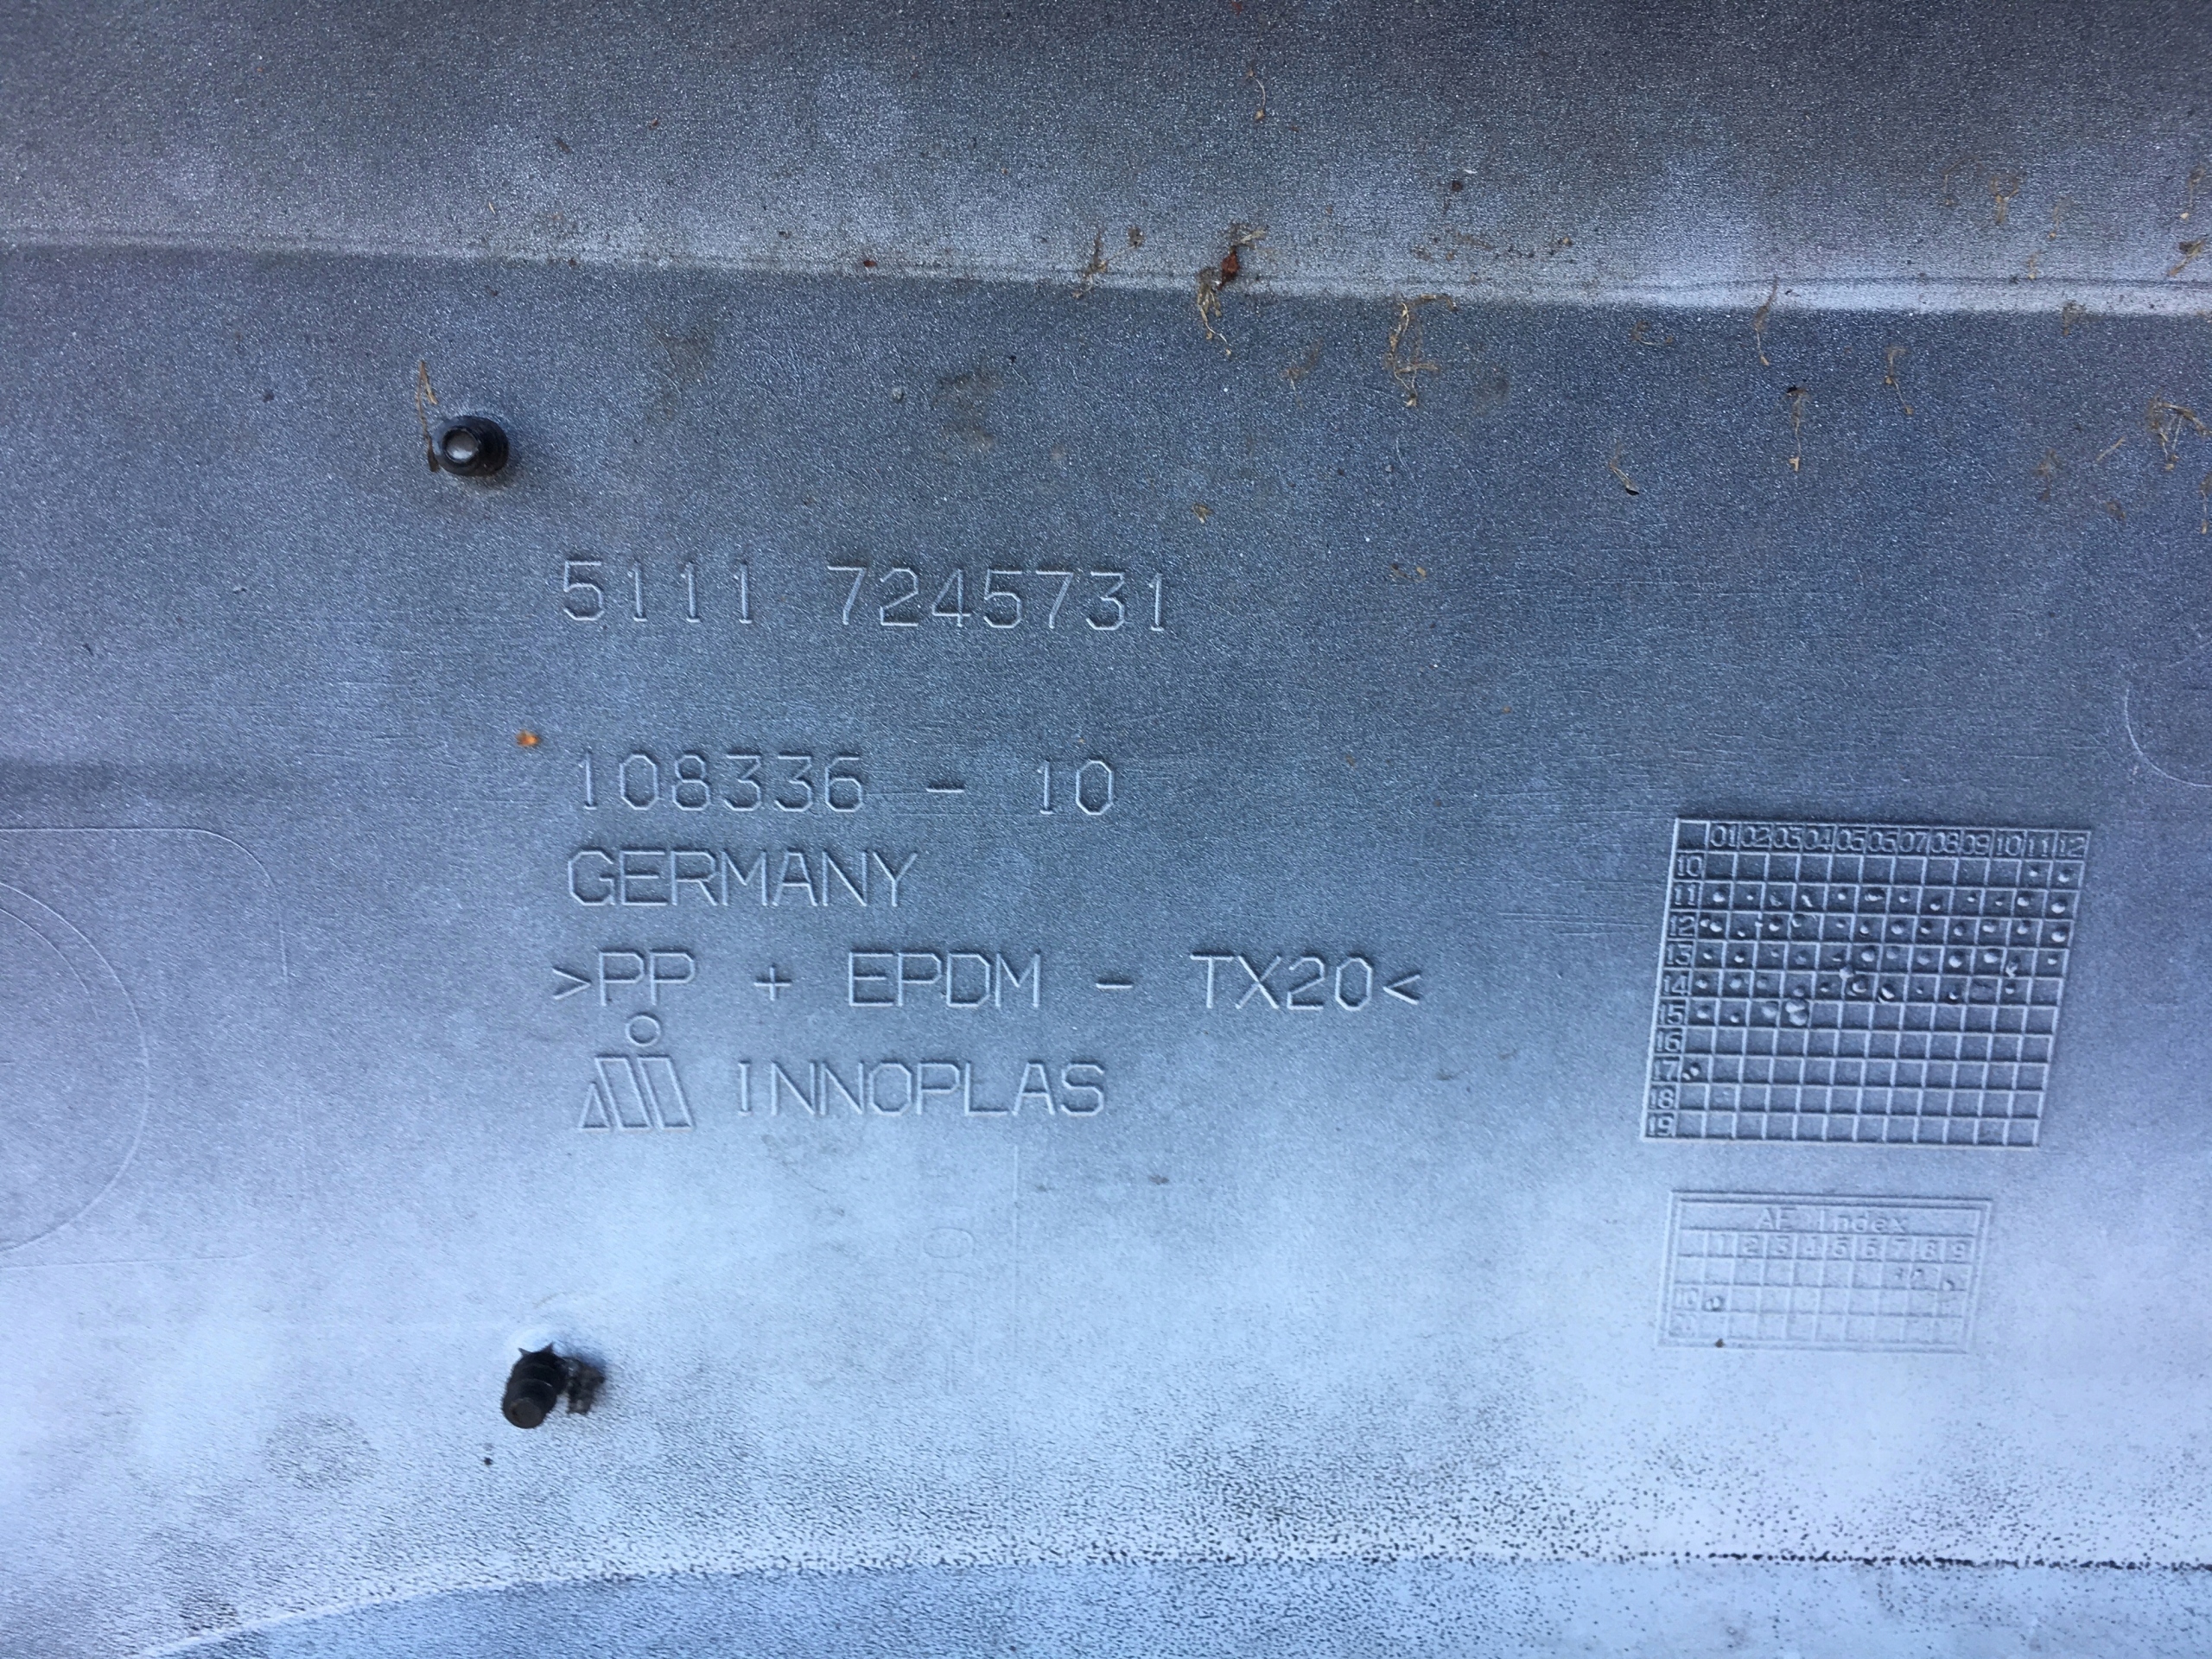 5111 7245731
108336 - 10
GERMANY
>PP + EPDM - TX20<
INNOPLAS
01 02 03 04 05 06 07 08 09 10 11 12
10
11
12
13
14
15
16
17
18
19
AE Index
1 2 3 4 5 6 7 8 9
10